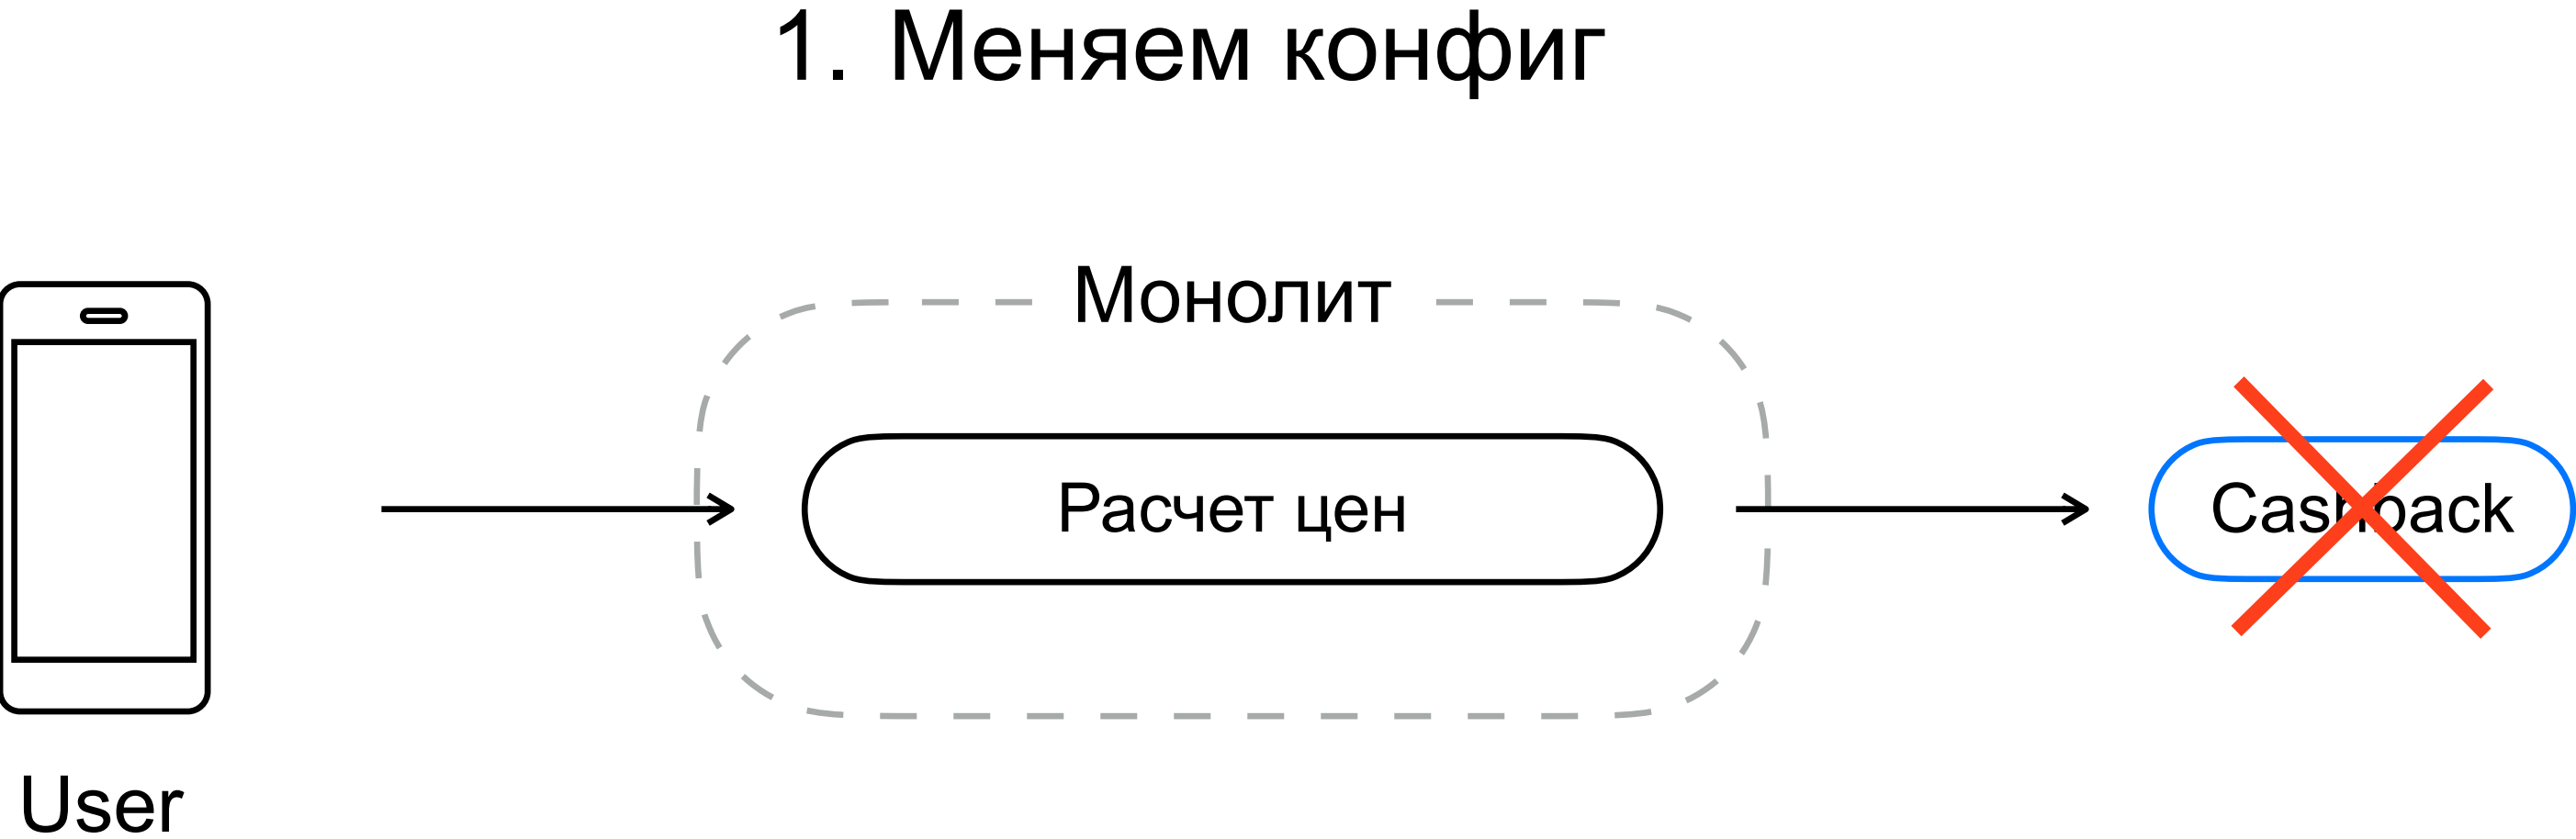 1. Меняем конфиг
Монолит
Расчет цен
Cashback
User